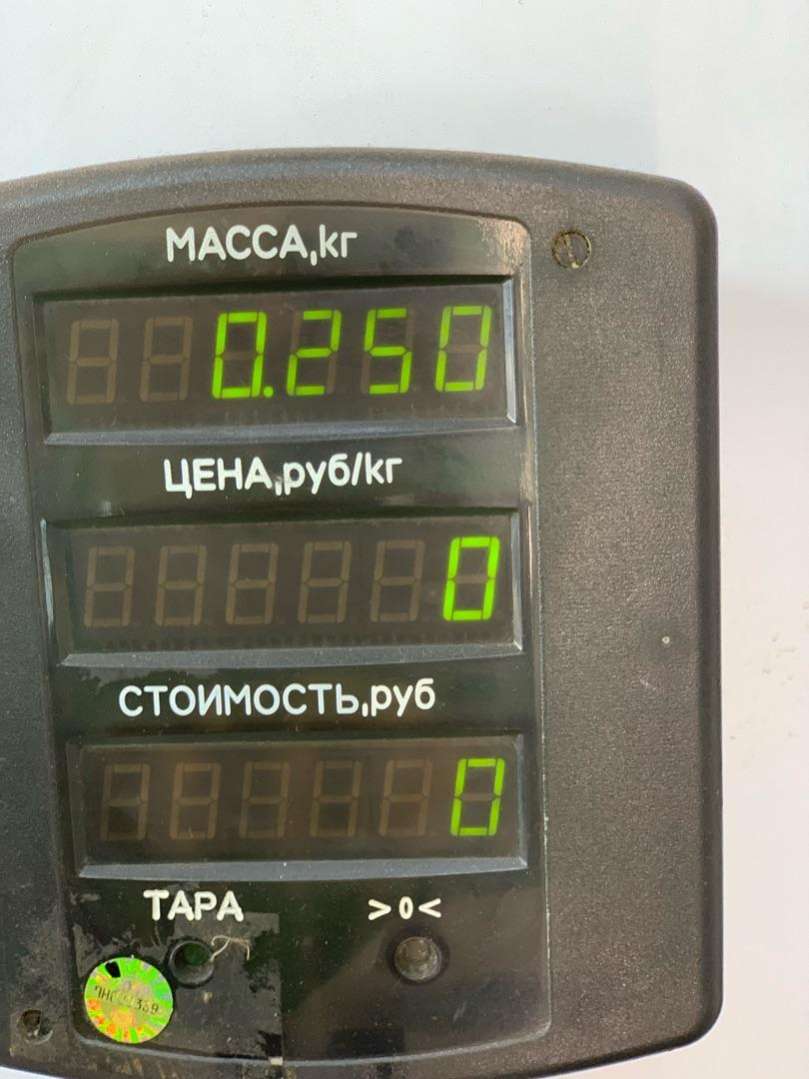 МАССА,кг
0.250
ЦЕНА,руб/кг
0
СТОИМОСТЬ,руб
0
ТАРА >0<